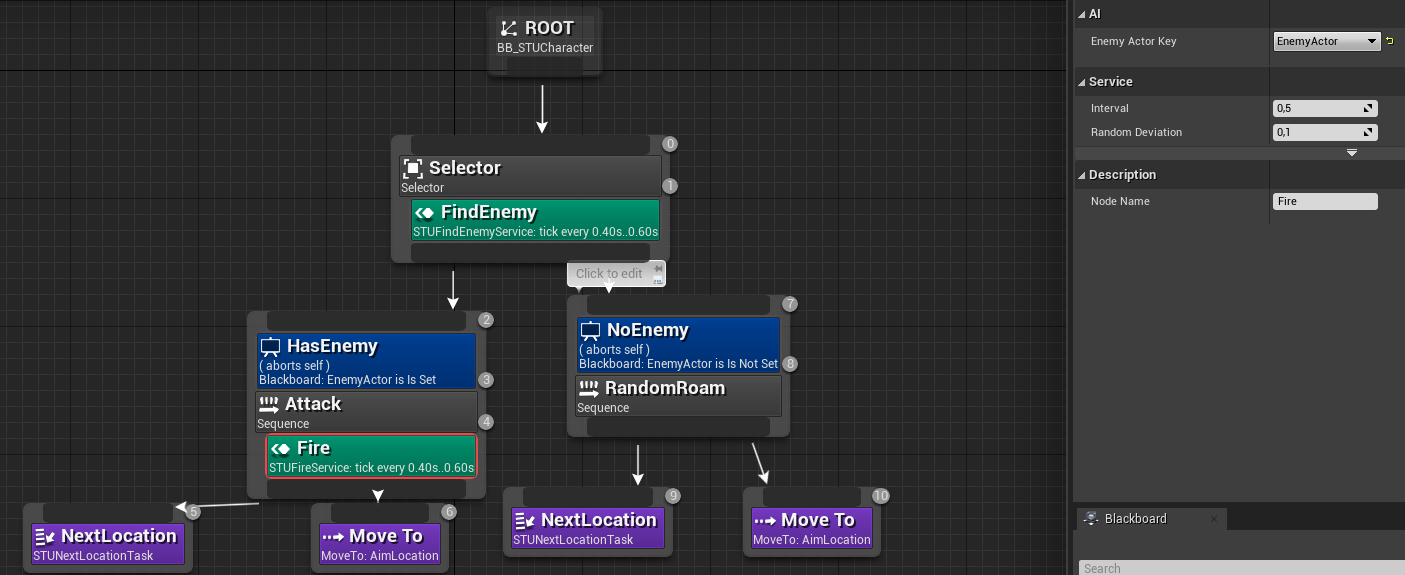 ROOT
BB_STUCharacter
0
Selector
Selector
1
FindEnemy
STUFindEnemyService: tick every 0.40s..0.60s
Click to edit
2
HasEnemy
( aborts self )
Blackboard: EnemyActor is Is Set
3
Attack
Sequence
4
Fire
STUFireService: tick every 0.40s..0.60s
7
NoEnemy
( aborts self )
Blackboard: EnemyActor is Is Not Set
8
RandomRoam
Sequence
5
NextLocation
STUNextLocationTask
6
Move To
MoveTo: AimLocation
9
NextLocation
STUNextLocationTask
10
Move To
MoveTo: AimLocation
AI
Enemy Actor Key EnemyActor
Service
Interval 0,5
Random Deviation 0,1
Description
Node Name Fire
Blackboard
Search